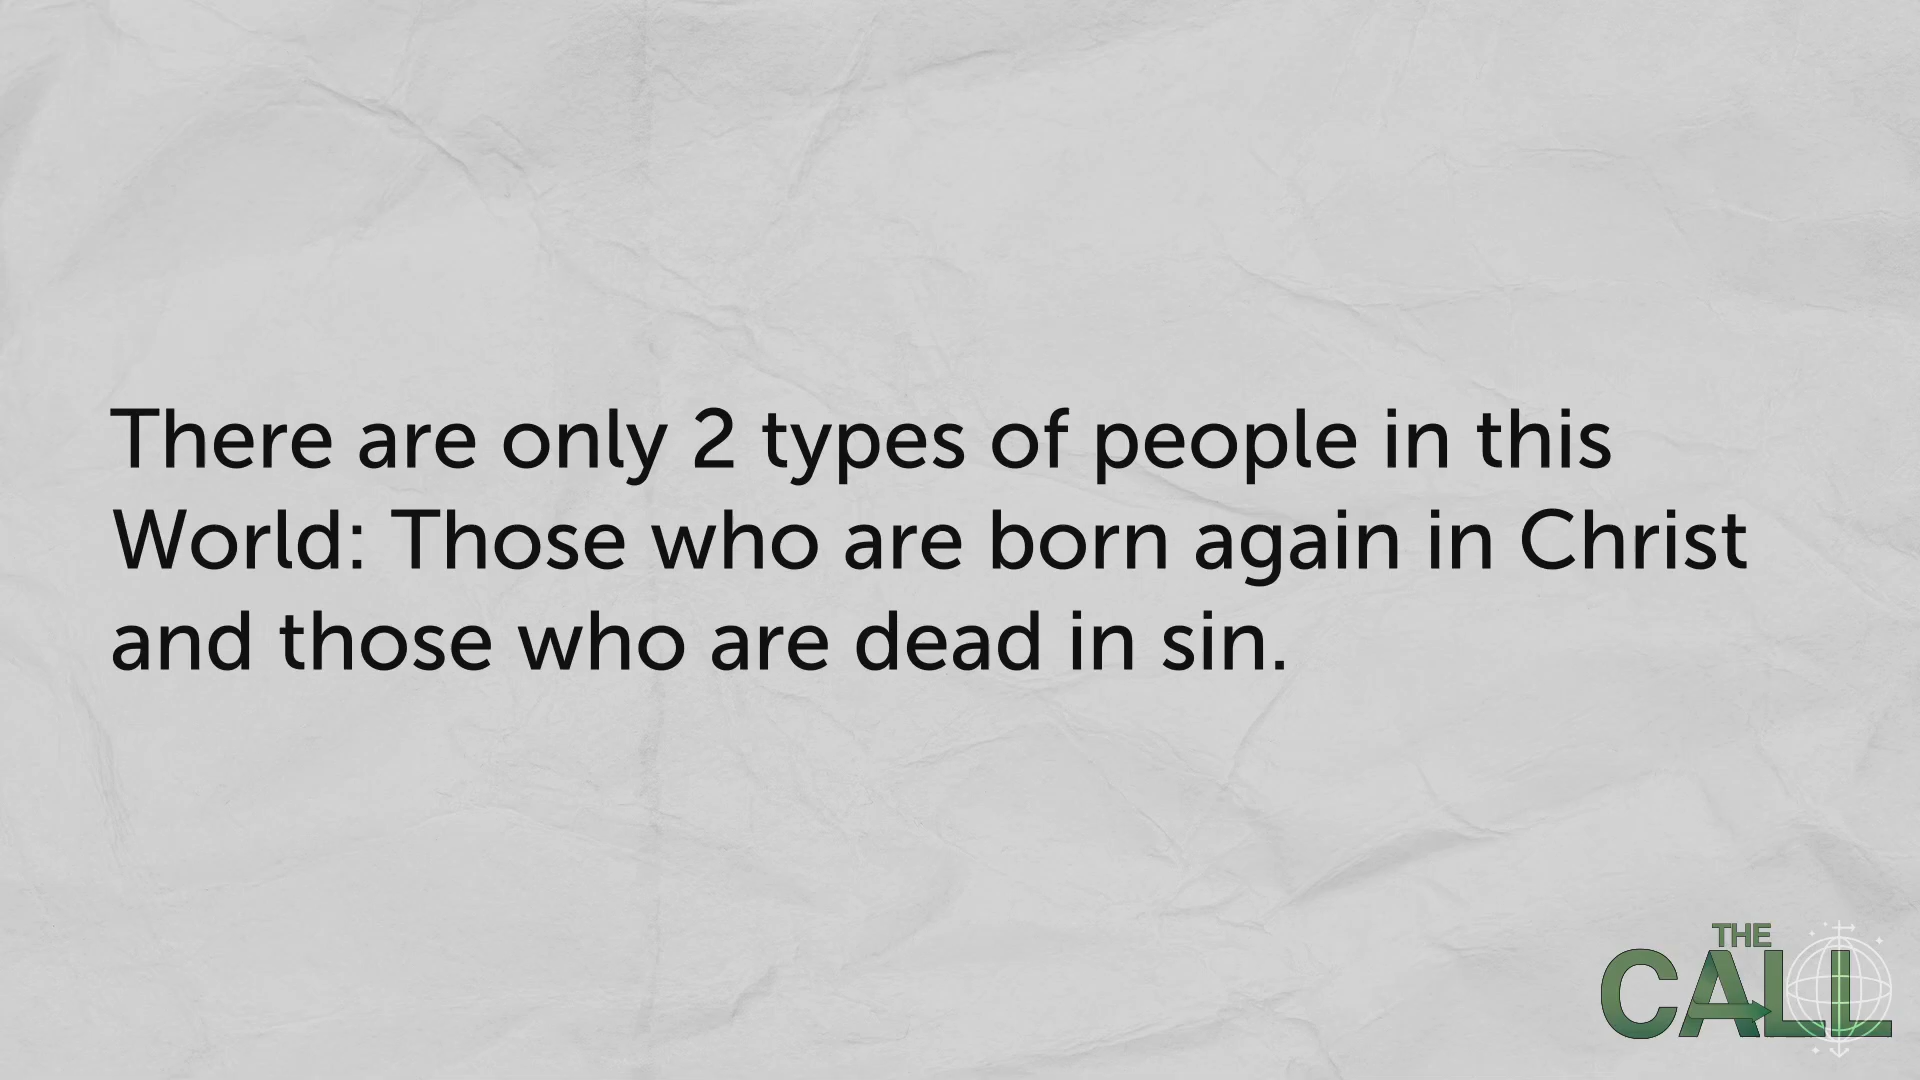 There are only 2 types of people in this
World: Those who are born again in Christ
and those who are dead in sin.
THE
CALL